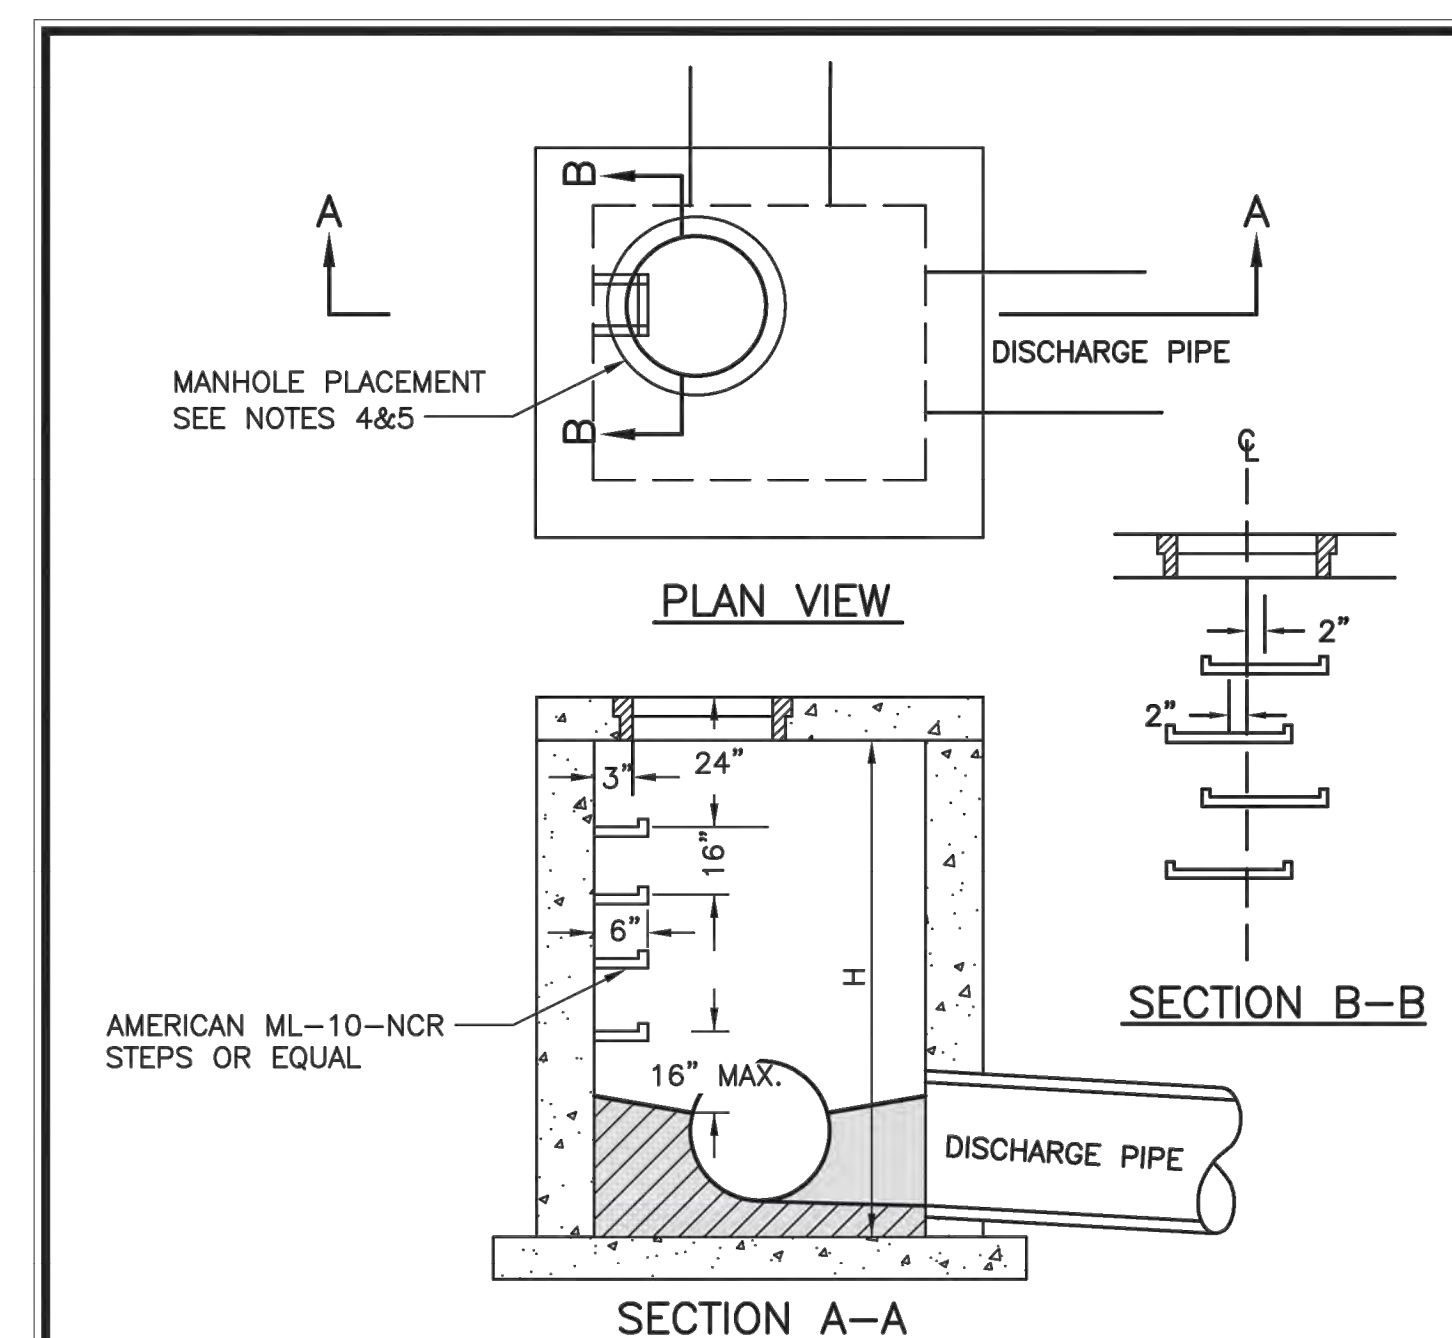 B
A
A
DISCHARGE PIPE
MANHOLE PLACEMENT
SEE NOTES 4&5
B
℄
PLAN VIEW
2"
2"
24"
3"
16"
6"
H
SECTION B-B
AMERICAN ML-10-NCR
STEPS OR EQUAL
16" MAX.
DISCHARGE PIPE
SECTION A-A